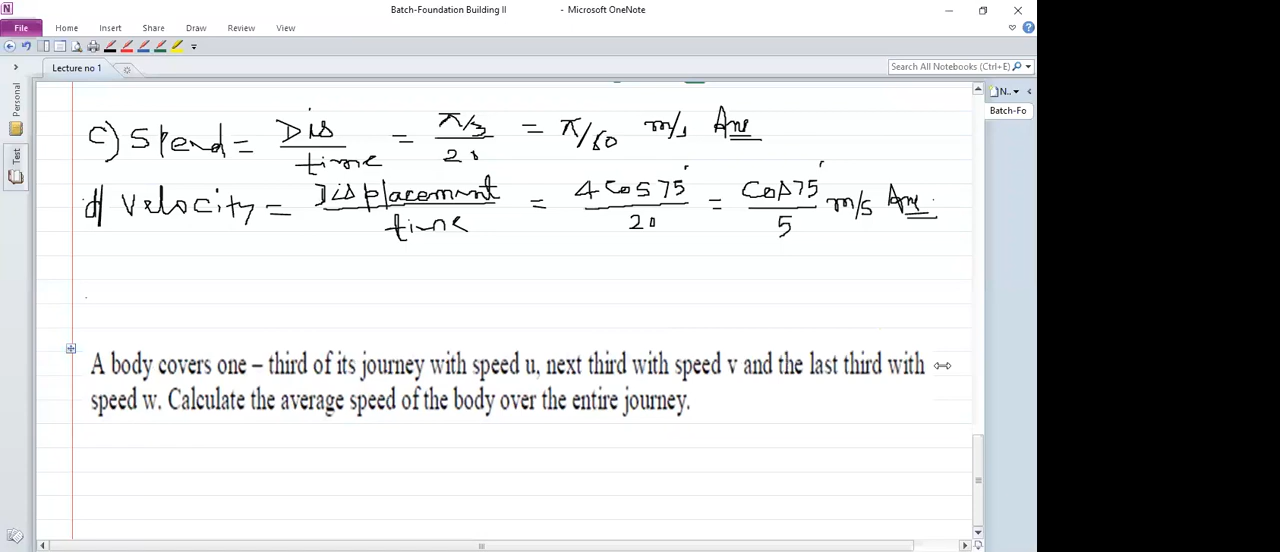 Batch-Foundation Building II - Microsoft OneNote
File Home Insert Share Draw Review View
Lecture no 1
Search All Notebooks (Ctrl+E)
Personal
Test
N..
Batch-Fo
c) Speed = Dis/time = π/3/20 = π/60 m/s Ans
d) Velocity = Displacement/time = 4 Cos 75°/20 = Cos 75°/5 m/s Ans
A body covers one – third of its journey with speed u, next third with speed v and the last third with
speed w. Calculate the average speed of the body over the entire journey.